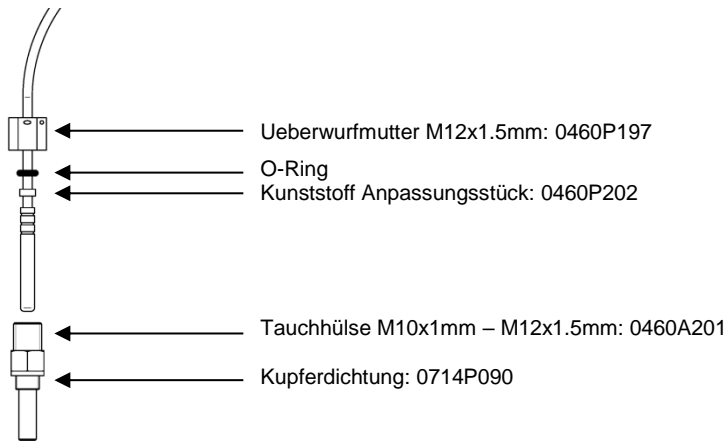 Ueberwurfmutter M12x1.5mm: 0460P197
O-Ring
Kunststoff Anpassungsstück: 0460P202
Tauchhülse M10x1mm – M12x1.5mm: 0460A201
Kupferdichtung: 0714P090